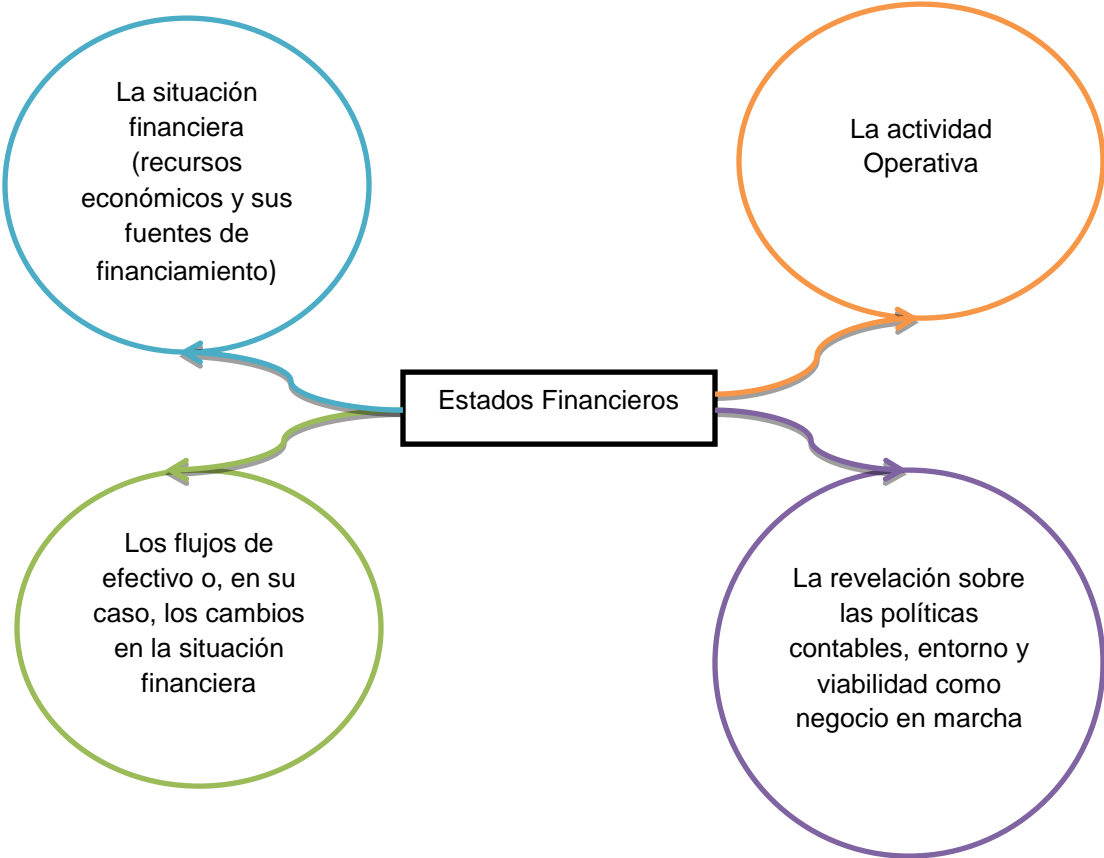 La situación
financiera
(recursos
económicos y sus
fuentes de
financiamiento)
La actividad
Operativa
Estados Financieros
Los flujos de
efectivo o, en su
caso, los cambios
en la situación
financiera
La revelación sobre
las políticas
contables, entorno y
viabilidad como
negocio en marcha